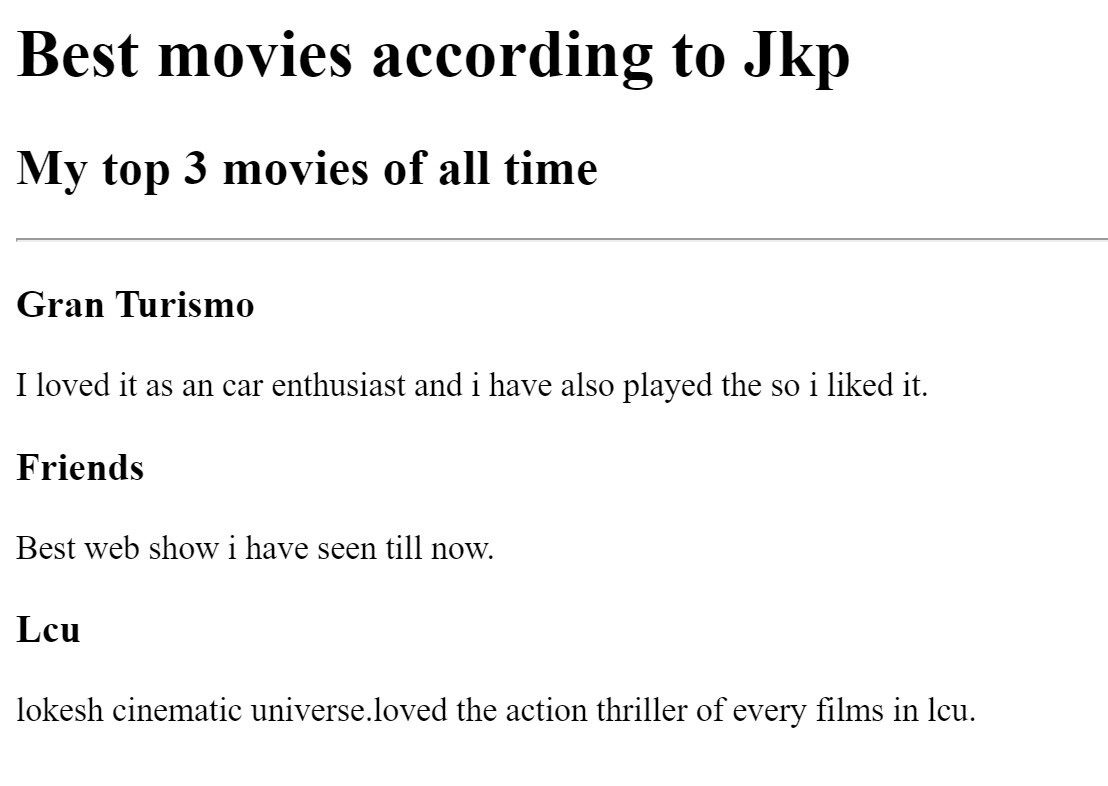 Best movies according to Jkp
My top 3 movies of all time
Gran Turismo
I loved it as an car enthusiast and i have also played the so i liked it.
Friends
Best web show i have seen till now.
Lcu
lokesh cinematic universe.loved the action thriller of every films in lcu.